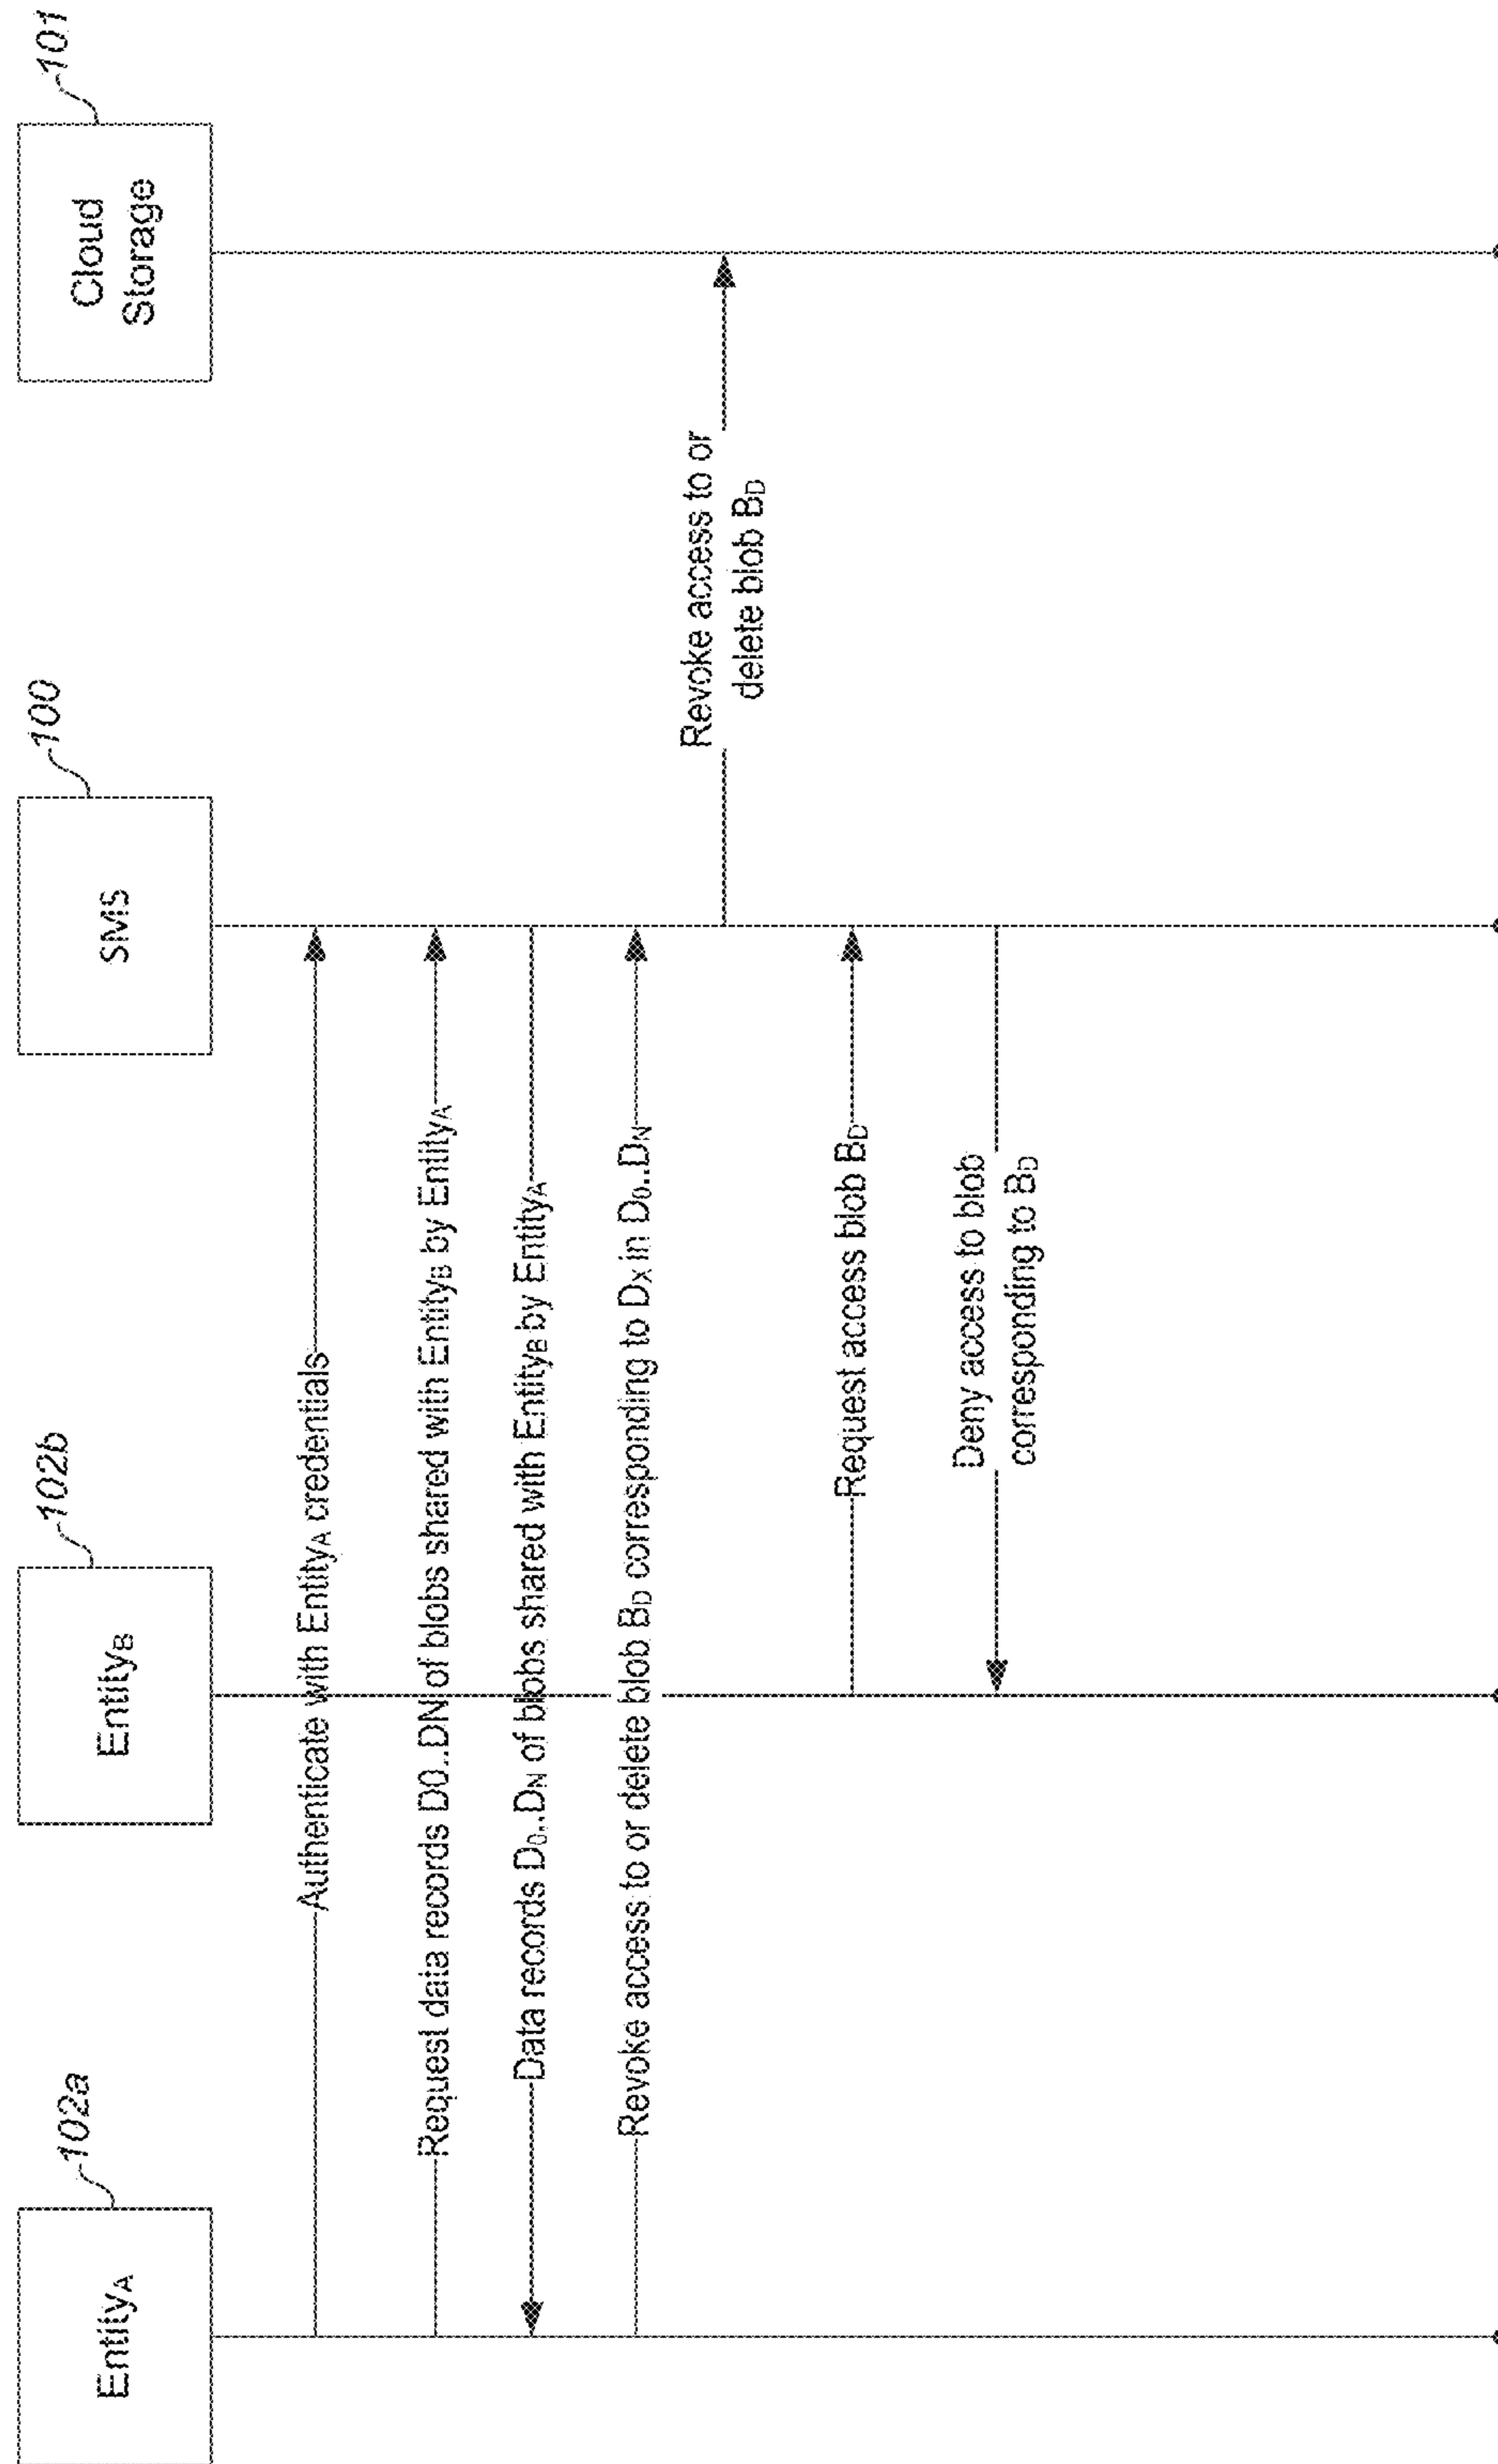 Entity_A
102a
Entity_B
102b
SMS
100
Cloud
Storage
101
Authenticate with Entity_A credentials
Request data records D0..DN of blobs shared with Entity_B by Entity_A
Data records D₀..D_N of blobs shared with Entity_B by Entity_A
Revoke access to or delete blob B_D corresponding to D_X in D₀..D_N
Revoke access to or
delete blob B_D
Request access blob B_D
Deny access to blob
corresponding to B_D